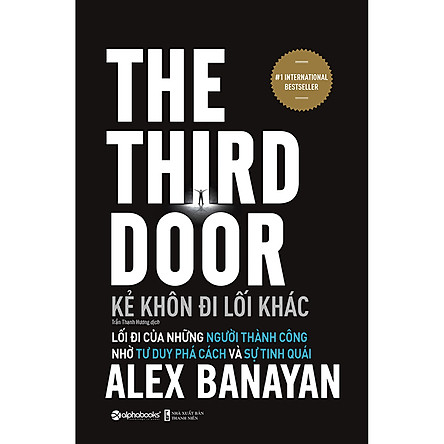 THE
THIRD
DOOR
#1 INTERNATIONAL
BESTSELLER
KẺ KHÔN ĐI LỐI KHÁC
Trần Thanh Hương dịch
LỐI ĐI CỦA NHỮNG NGƯỜI THÀNH CÔNG
NHỜ TƯ DUY PHÁ CÁCH VÀ SỰ TINH QUÁI
ALEX BANAYAN
alphabooks
NHÀ XUẤT BẢN
THANH NIÊN